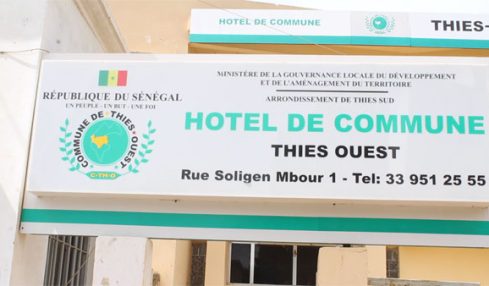 HOTEL DE COMMUNE
THIES-
MINISTÈRE DE LA GOUVERNANCE LOCALE DU DÉVELOPPEMENT
ET DE L'AMÉNAGEMENT DU TERRITOIRE
RÉPUBLIQUE DU SÉNÉGAL
UN PEUPLE - UN BUT - UNE FOI
ARRONDISSEMENT DE THIES SUD
COMMUNE DE THIES OUEST
C-TH-O
HOTEL DE COMMUNE
THIES OUEST
Rue Soligen Mbour 1 - Tel: 33 951 25 55